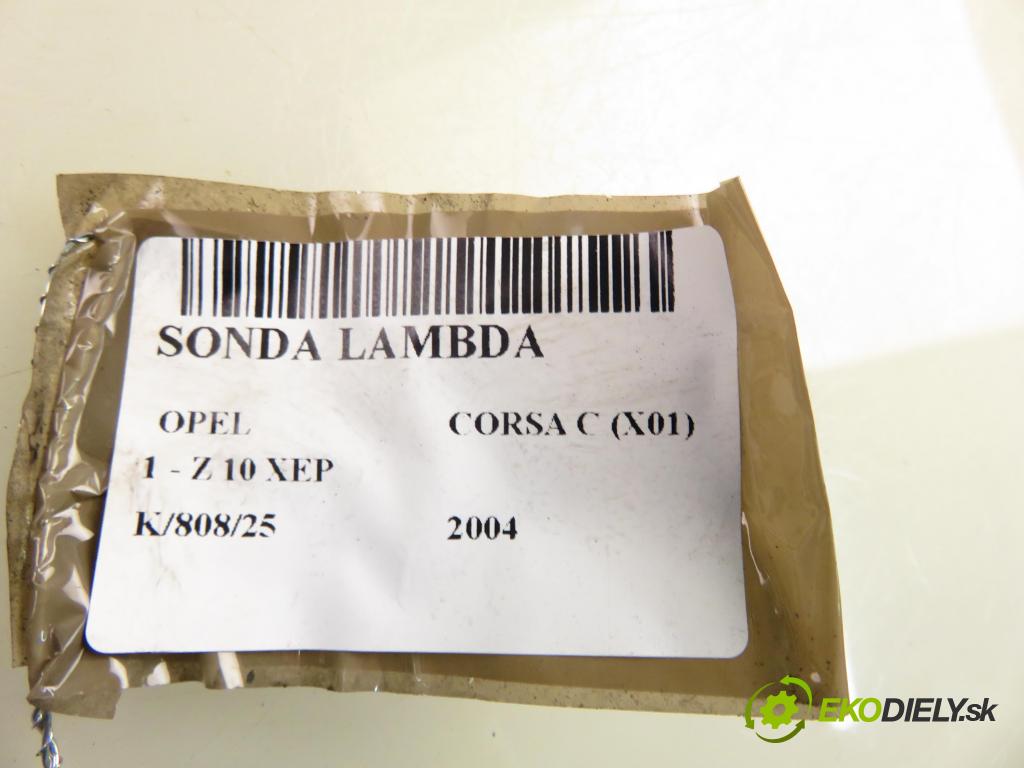 SONDA LAMBDA
OPEL CORSA C (X01)
1 - Z 10 XEP
K/808/25 2004
EKODIELY.sk